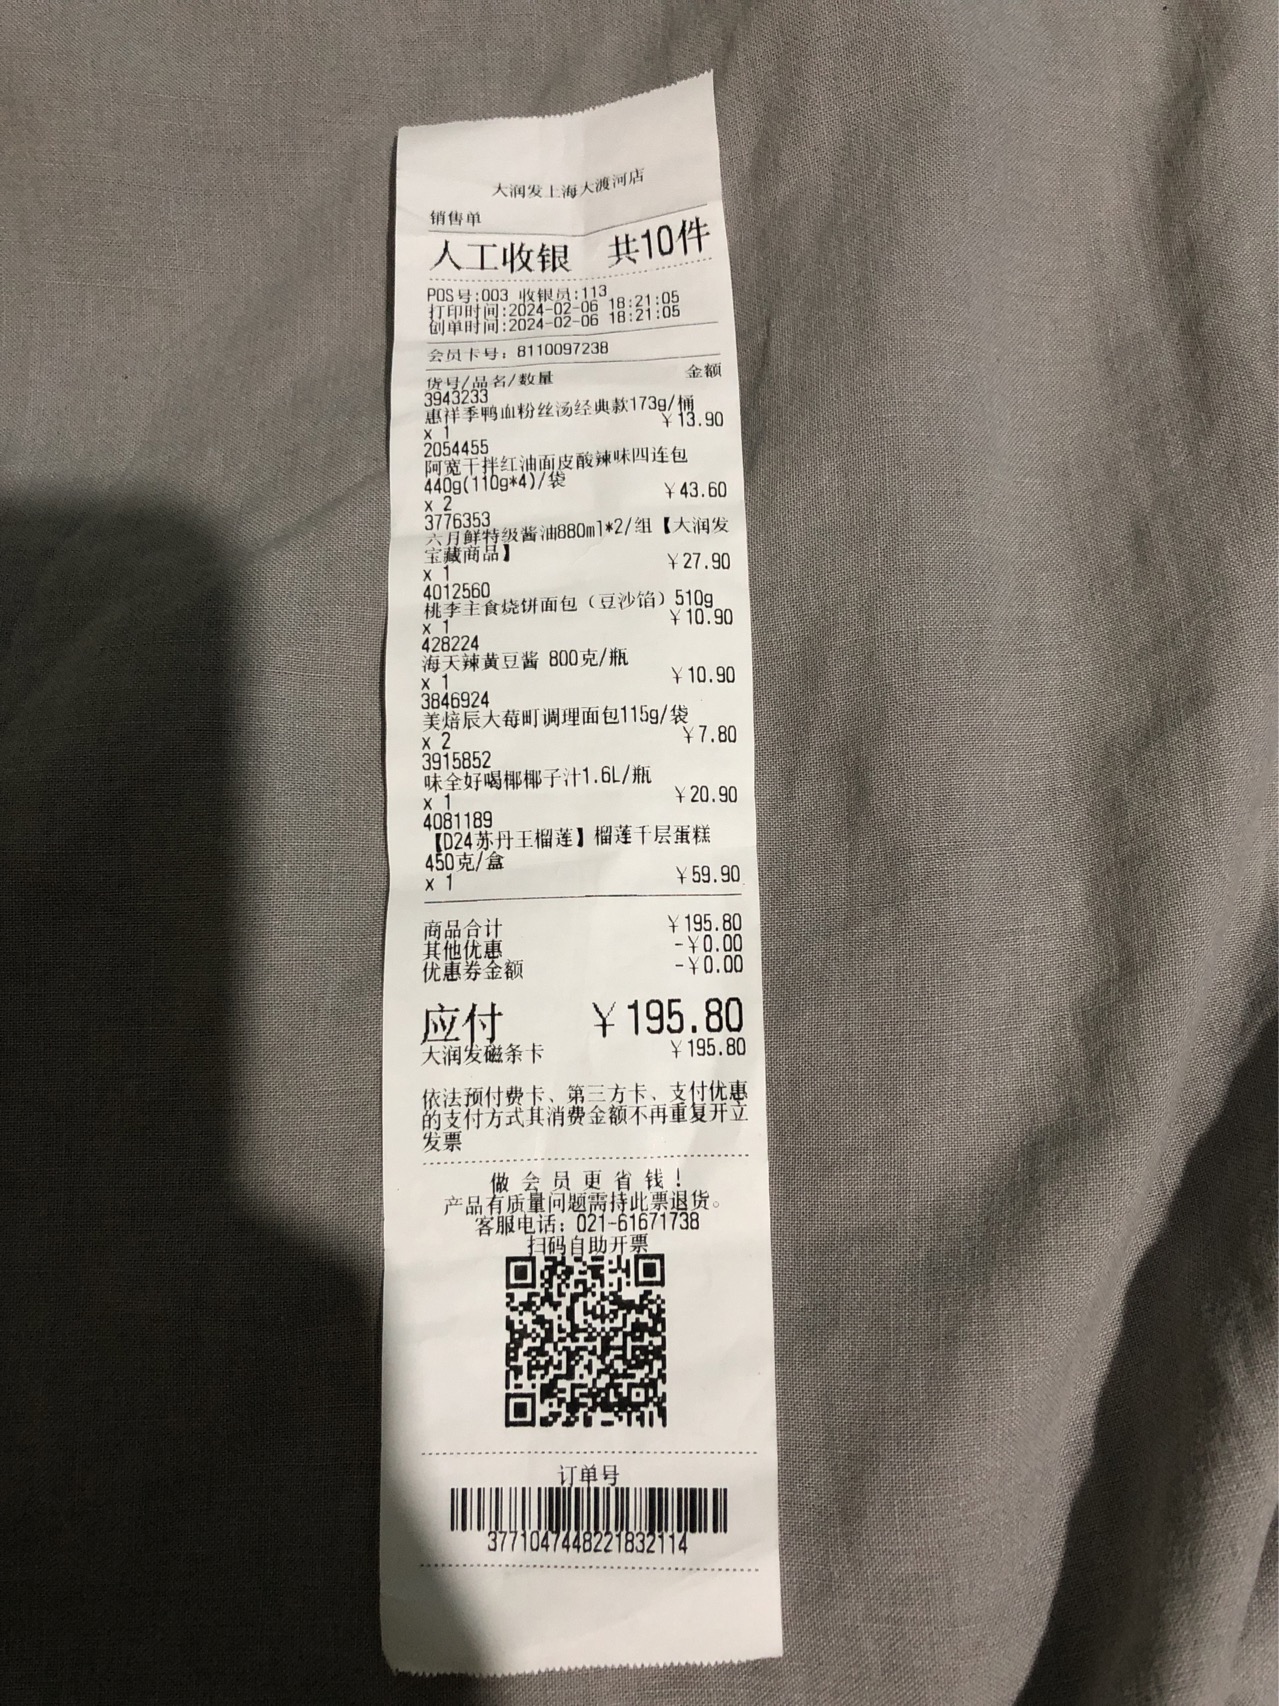 大润发上海大渡河店
销售单
人工收银 共10件
POS号:003 收银员:113
打印时间:2024-02-06 18:21:05
创单时间:2024-02-06 18:21:05
会员卡号：8110097238
货号/品名/数量 金额
3943233
惠祥季鸭血粉丝汤经典款173g/桶
x 1 ￥13.90
2054455
阿宽干拌红油面皮酸辣味四连包
440g(110g*4)/袋
x 2 ￥43.60
3776353
六月鲜特级酱油880ml*2/组【大润发
宝藏商品】
x 1 ￥27.90
4012560
桃李主食烧饼面包（豆沙馅）510g
x 1 ￥10.90
428224
海天辣黄豆酱 800克/瓶
x 1 ￥10.90
3846924
美焙辰大莓町调理面包115g/袋
x 2 ￥7.80
3915852
味全好喝椰椰子汁1.6L/瓶
x 1 ￥20.90
4081189
【D24苏丹王榴莲】榴莲千层蛋糕
450克/盒
x 1 ￥59.90
商品合计 ￥195.80
其他优惠 -￥0.00
优惠券金额 -￥0.00
应付 ￥195.80
大润发磁条卡 ￥195.80
依法预付费卡、第三方卡、支付优惠
的支付方式其消费金额不再重复开立
发票
做会员更省钱！
产品有质量问题需持此票退货。
客服电话：021-61671738
扫码自助开票
订单号
3771047448221832114